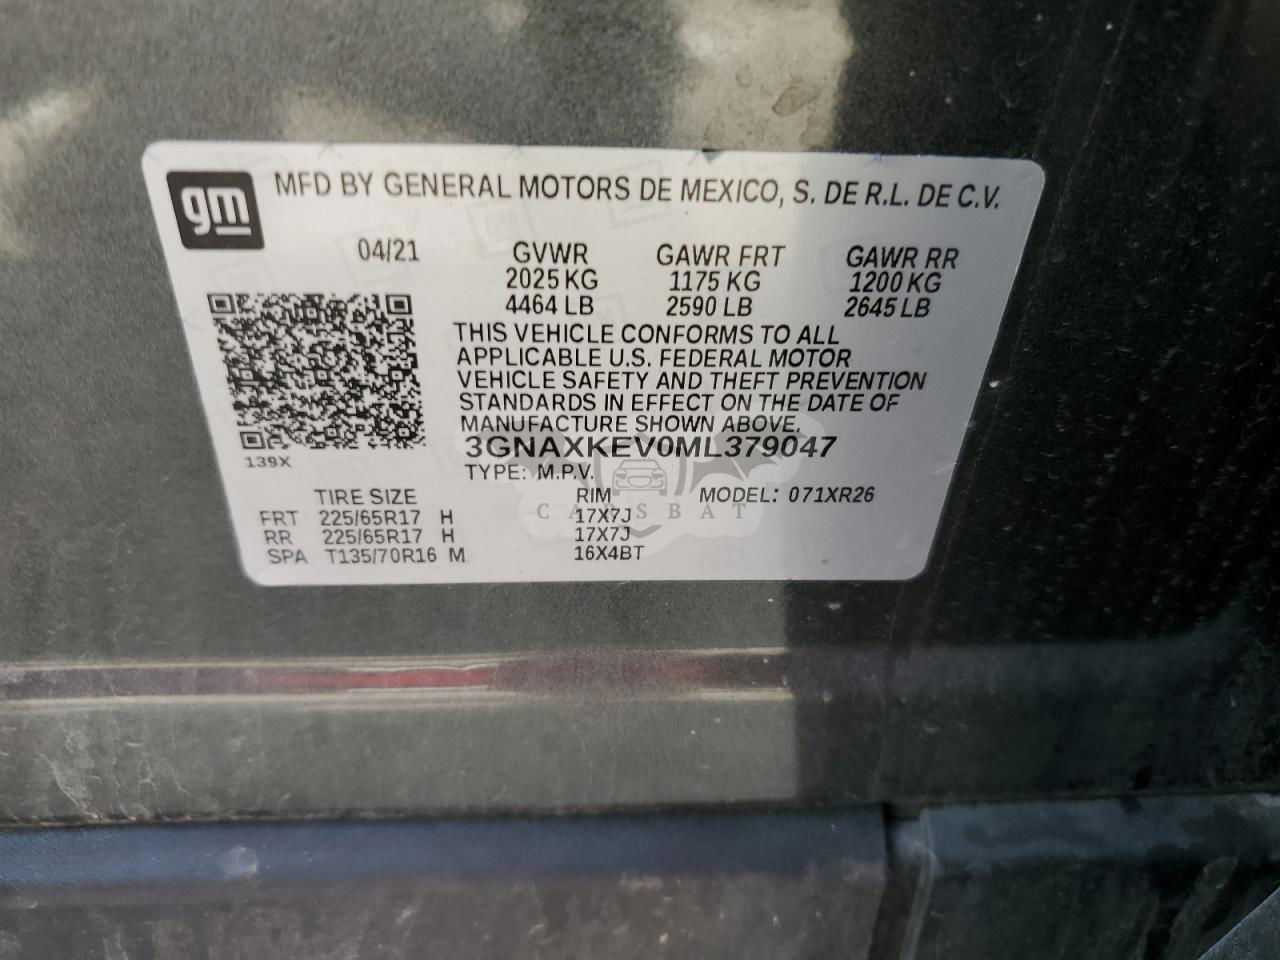 gm
MFD BY GENERAL MOTORS DE MEXICO, S. DE R.L. DE C.V.
04/21 GVWR GAWR FRT GAWR RR
2025 KG 1175 KG 1200 KG
4464 LB 2590 LB 2645 LB
THIS VEHICLE CONFORMS TO ALL
APPLICABLE U.S. FEDERAL MOTOR
VEHICLE SAFETY AND THEFT PREVENTION
STANDARDS IN EFFECT ON THE DATE OF
MANUFACTURE SHOWN ABOVE.
3GNAXKEV0ML379047
139X
TYPE: M.P.V.
TIRE SIZE RIM MODEL: 071XR26
FRT 225/65R17 H 17X7J
CARSBAT
RR 225/65R17 H 17X7J
SPA T135/70R16 M 16X4BT